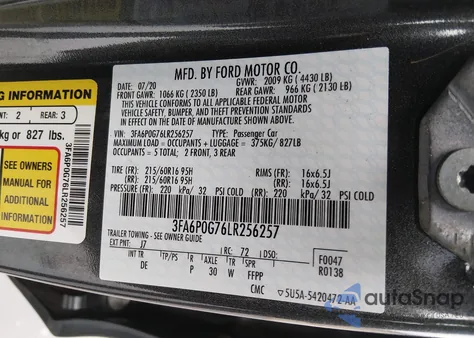 NG INFORMATION
NT: 2 REAR: 3
kg or 827 lbs.
SEE OWNERS
MANUAL FOR
ADDITIONAL
INFORMATION
3FA6P0G76LR256257
MFD. BY FORD MOTOR CO.
DATE: 07/20 GVWR: 2009 KG ( 4430 LB)
FRONT GAWR: 1066 KG ( 2350 LB) REAR GAWR: 966 KG ( 2130 LB)
THIS VEHICLE CONFORMS TO ALL APPLICABLE FEDERAL MOTOR
VEHICLE SAFETY, BUMPER, AND THEFT PREVENTION STANDARDS IN
EFFECT ON THE DATE OF MANUFACTURE SHOWN ABOVE.
VIN: 3FA6P0G76LR256257 TYPE: Passenger Car
MAXIMUM LOAD = OCCUPANTS + LUGGAGE = 375KG/ 827LB
OCCUPANTS = 5 TOTAL; 2 FRONT, 3 REAR
TIRE (FR): 215/60R16 95H RIMS (FR): 16x6.5J
(RR): 215/60R16 95H (RR): 16x6.5J
PRESSURE (FR): 220 kPa/ 32 PSI COLD (RR): 220 kPa/ 32 PSI COLD
3FA6P0G76LR256257
TRAILER TOWING - SEE OWNER GUIDE
EXT PNT: J7 RC: 72 DSO: F0047
R0138
INT TR TP/PS R AXLE TR SPR
DE P 30 W FFPP
CMC 5U5A-5420472-AA
autoSnap